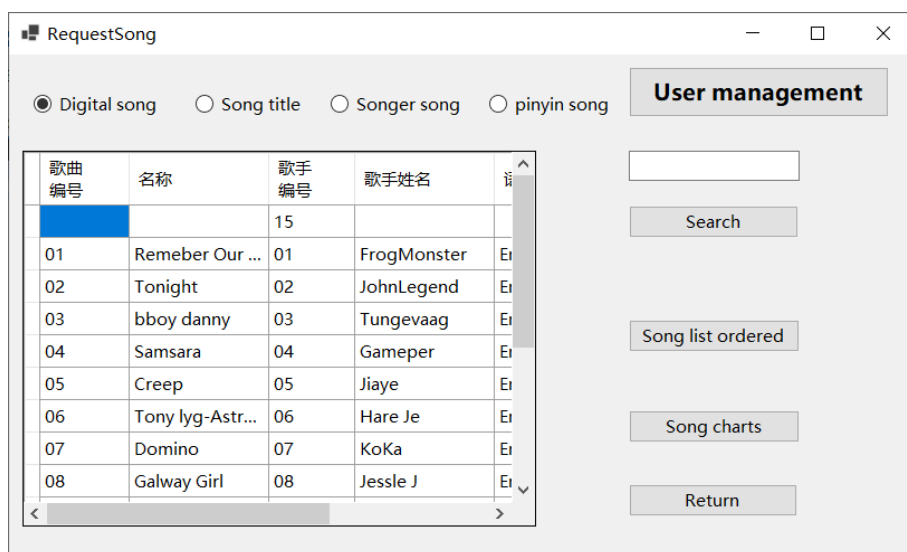 RequestSong
Digital song Song title Songer song pinyin song User management
歌曲编号 名称 歌手编号 歌手姓名
15
Search
01 Remeber Our ... 01 FrogMonster
02 Tonight 02 JohnLegend
03 bboy danny 03 Tungevaag
04 Samsara 04 Gameper
Song list ordered
05 Creep 05 Jiaye
06 Tony lyg-Astr... 06 Hare Je
Song charts
07 Domino 07 KoKa
08 Galway Girl 08 Jessle J
Return